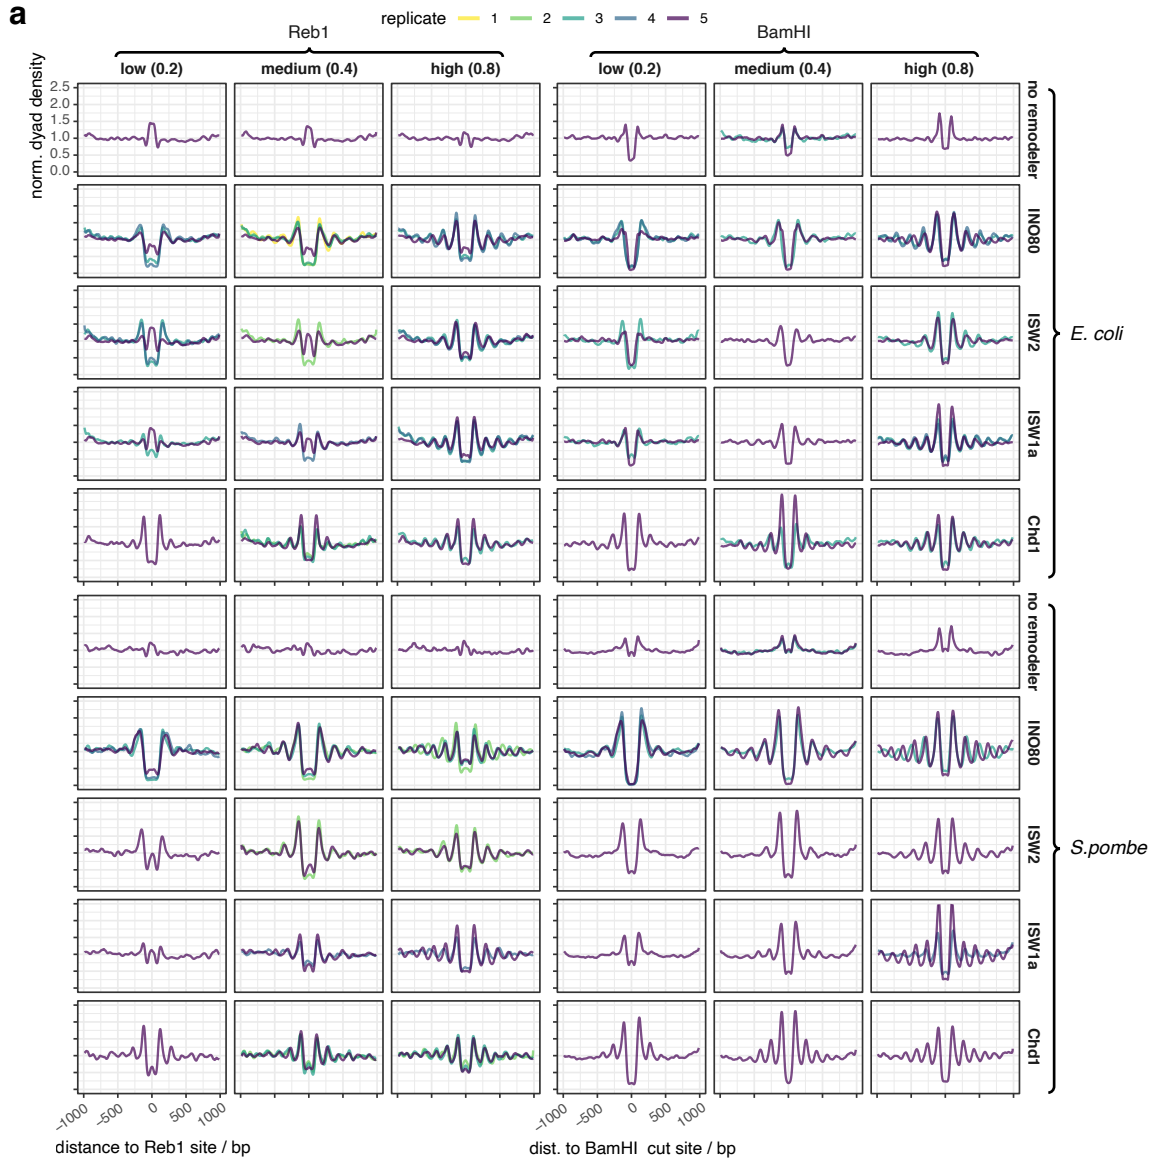 a
replicate 1 2 3 4 5
Reb1 BamHI
low (0.2) medium (0.4) high (0.8) low (0.2) medium (0.4) high (0.8)
norm. dyad density
2.5
2.0
1.5
1.0
0.5
0.0
no remodeler
INO80
ISW2
ISW1a
Chd1
E. coli
no remodeler
INO80
ISW2
ISW1a
Chd1
S.pombe
-1000 -500 0 500 1000 -1000 -500 0 500 1000
distance to Reb1 site / bp dist. to BamHI cut site / bp